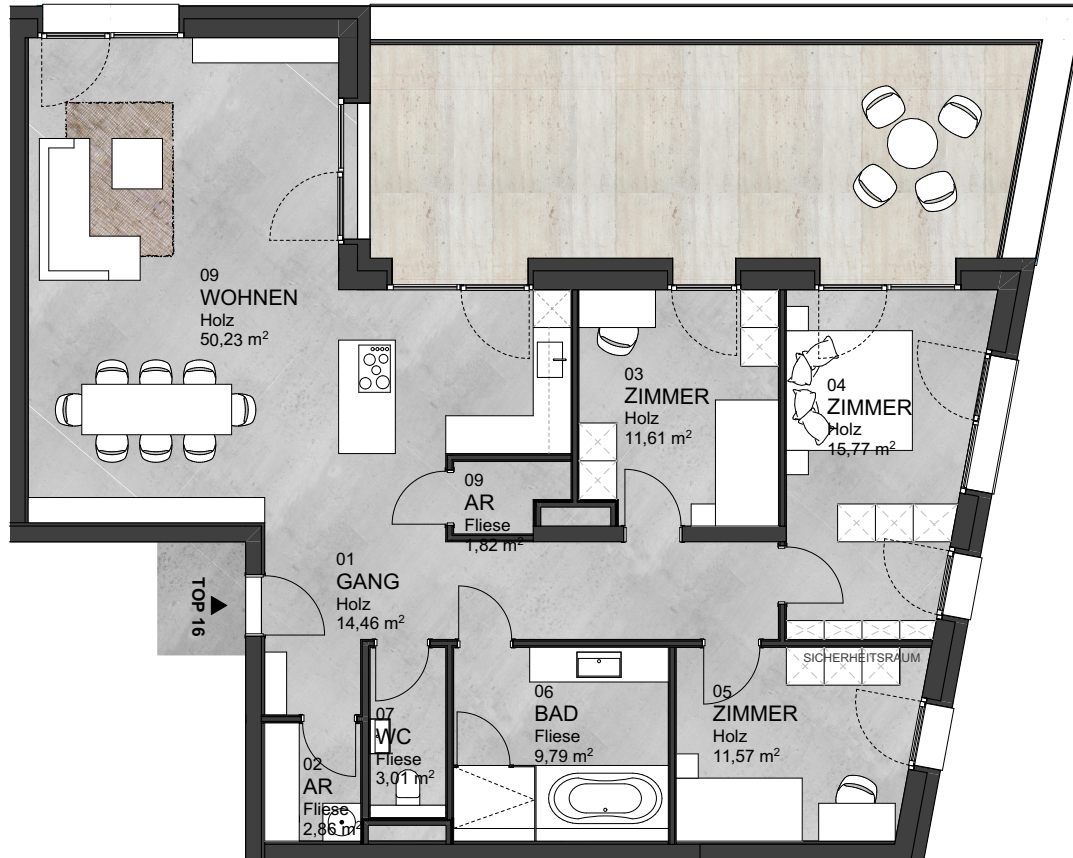 09
WOHNEN
Holz
50,23 m²
03
ZIMMER
Holz
11,61 m²
04
ZIMMER
Holz
15,77 m²
09
AR
Fliese
1,82 m²
01
GANG
Holz
14,46 m²
TOP 16
SICHERHEITSRAUM
07
WC
Fliese
3,01 m²
06
BAD
Fliese
9,79 m²
05
ZIMMER
Holz
11,57 m²
02
AR
Fliese
2,86 m²